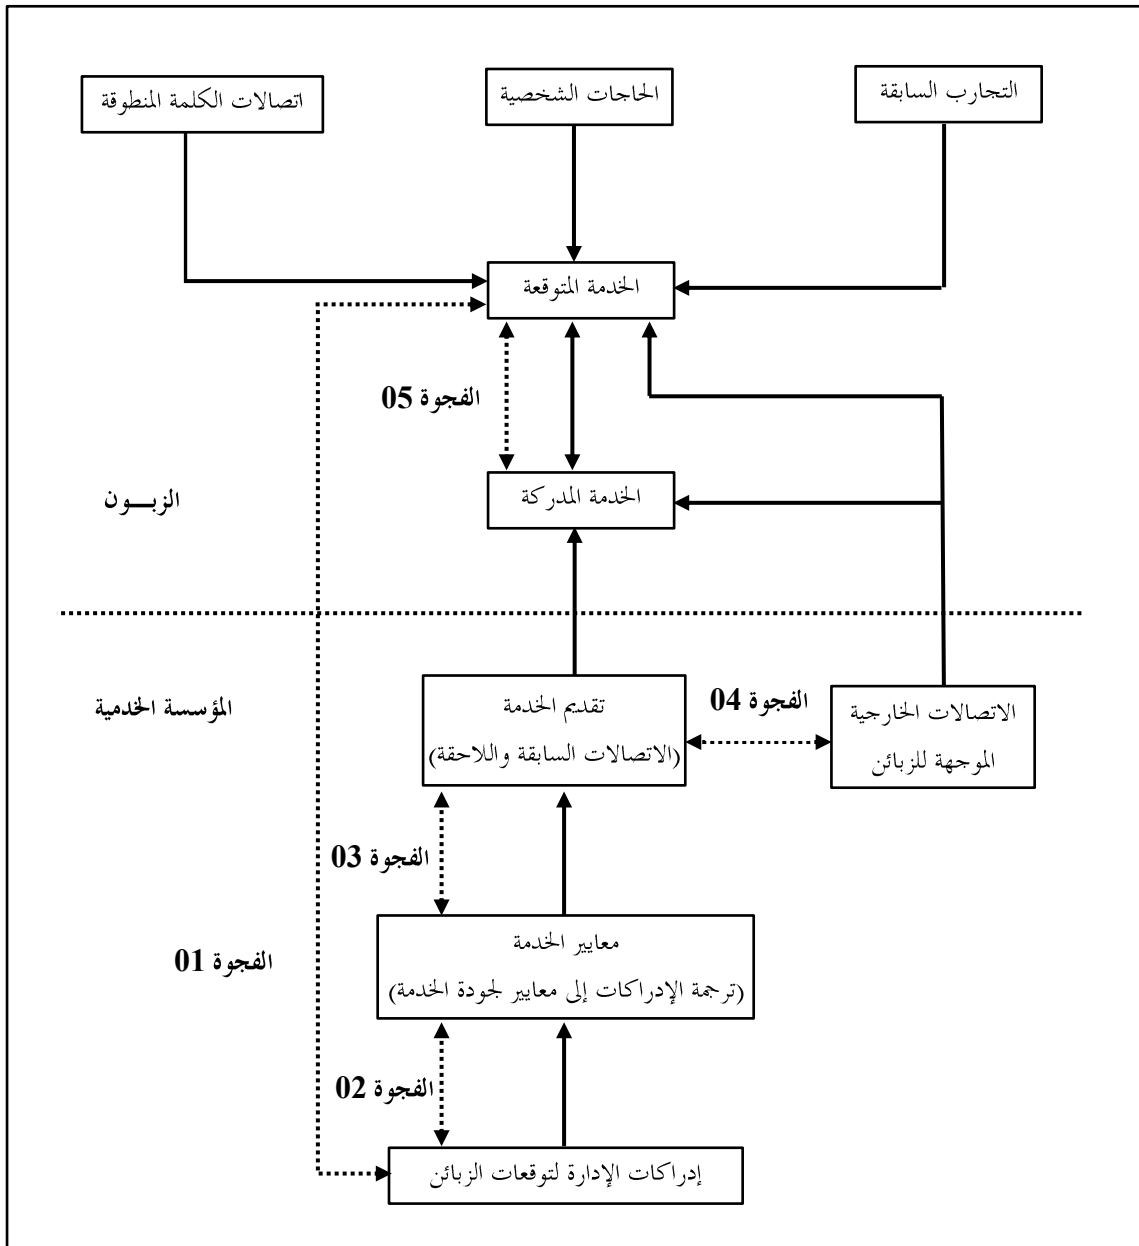 التجارب السابقة
الحاجات الشخصية
اتصالات الكلمة المنطوقة
الخدمة المتوقعة
الفجوة 05
الخدمة المدركة
الزبــون
المؤسسة الخدمية
الاتصالات الخارجية
الموجهة للزبائن
الفجوة 04
تقديم الخدمة
(الاتصالات السابقة واللاحقة)
الفجوة 03
معايير الخدمة
(ترجمة الإدراكات إلى معايير لجودة الخدمة)
الفجوة 01
الفجوة 02
إدراكات الإدارة لتوقعات الزبائن